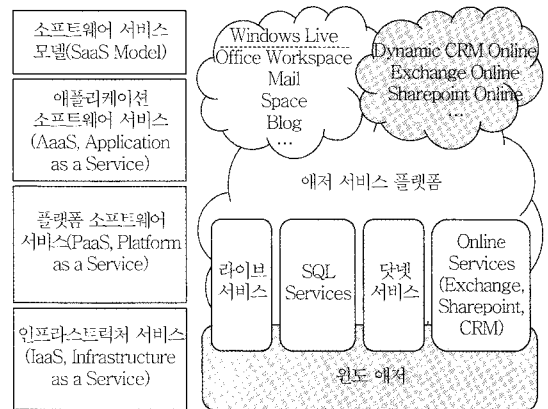 소프트웨어 서비스
모델(SaaS Model)
애플리케이션
소프트웨어 서비스
(AaaS, Application
as a Service)
플랫폼 소프트웨어
서비스(PaaS, Platform
as a Service)
인프라스트럭처 서비스
(IaaS, Infrastructure
as a Service)
Windows Live
Office Workspace
Mail
Space
Blog
...
Dynamic CRM Online
Exchange Online
Sharepoint Online
...
애저 서비스 플랫폼
라이브
서비스
SQL
Services
닷넷
서비스
Online
Services
(Exchange,
Sharepoint,
CRM)
윈도 애저